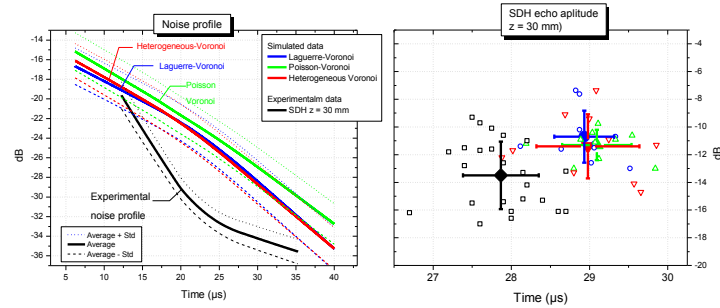 Noise profile
-14
-16
-18
-20
-22
-24
-26
-28
-30
-32
-34
-36
dB
Heterogeneous-Voronoi
Laguerre-Voronoi
Poisson
Voronoi
Experimental
noise profile
Average + Std
Average
Average - Std
5
10
15
20
25
30
35
40
Time (µs)
Simulated data
Laguerre-Voronoi
Poisson-Voronoi
Heterogeneous Voronoi
Experimentalm data
SDH z = 30 mm
SDH echo aplitude
z = 30 mm)
-4
-6
-8
-10
-12
-14
-16
-18
-20
dB
27
28
29
30
Time (µs)